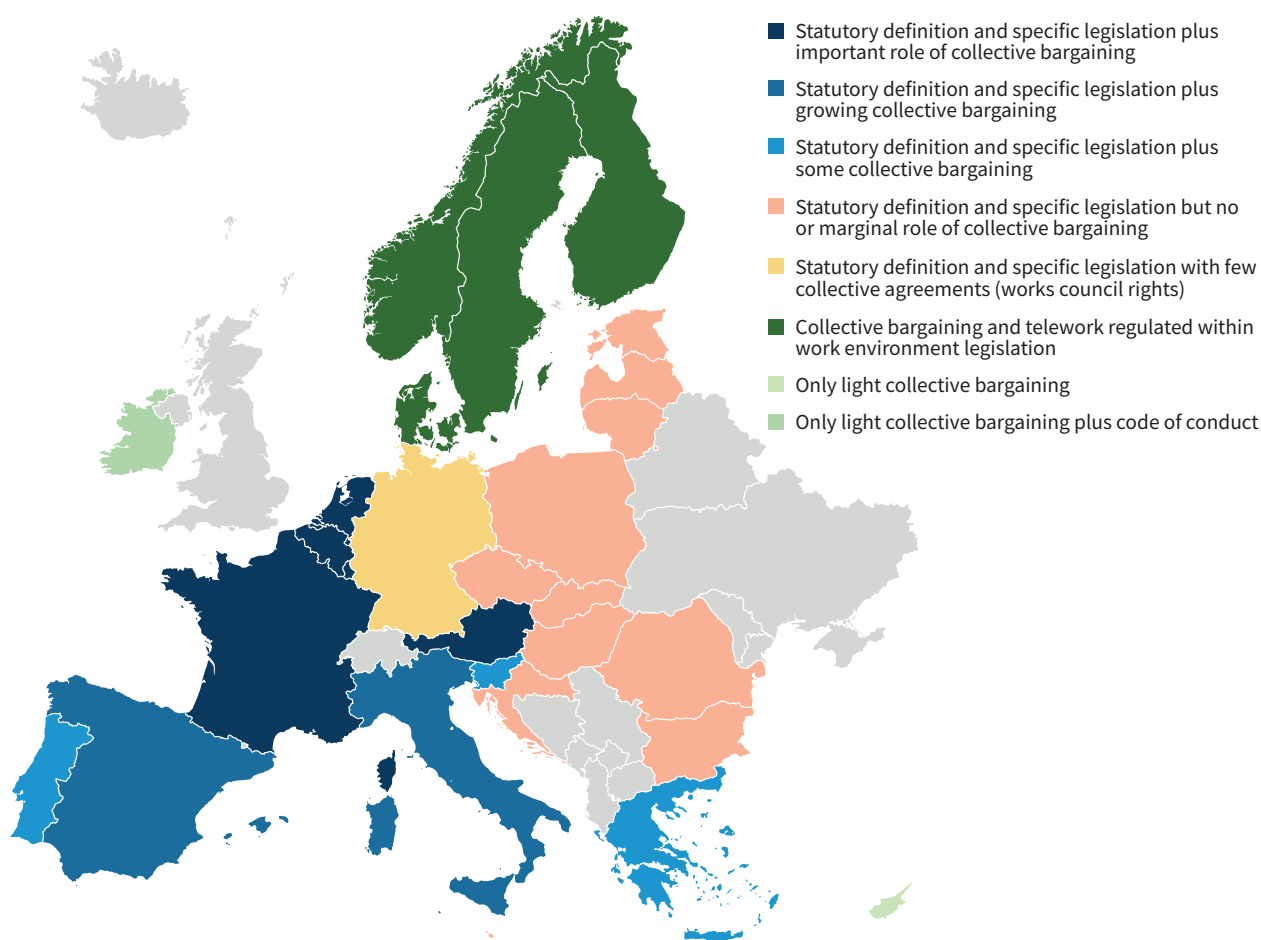 Statutory definition and specific legislation plus
important role of collective bargaining
Statutory definition and specific legislation plus
growing collective bargaining
Statutory definition and specific legislation plus
some collective bargaining
Statutory definition and specific legislation but no
or marginal role of collective bargaining
Statutory definition and specific legislation with few
collective agreements (works council rights)
Collective bargaining and telework regulated within
work environment legislation
Only light collective bargaining
Only light collective bargaining plus code of conduct